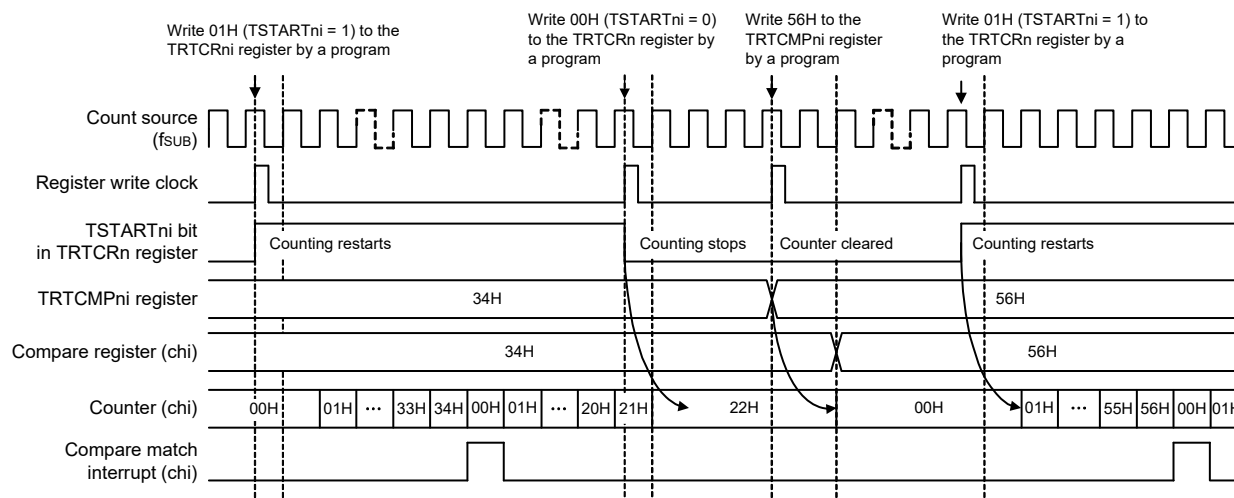 Write 01H (TSTARTni = 1) to the
TRTCRni register by a program
Write 00H (TSTARTni = 0)
to the TRTCRn register by
a program
Write 56H to the
TRTCMPni register
by a program
Write 01H (TSTARTni = 1) to
the TRTCRn register by a
program
Count source
(fSUB)
Register write clock
TSTARTni bit
in TRTCRn register
Counting restarts
Counting stops
Counter cleared
Counting restarts
TRTCMPni register
34H
56H
Compare register (chi)
34H
56H
Counter (chi)
00H
01H
···
33H
34H
00H
01H
···
20H
21H
22H
00H
01H
···
55H
56H
00H
01H
Compare match
interrupt (chi)